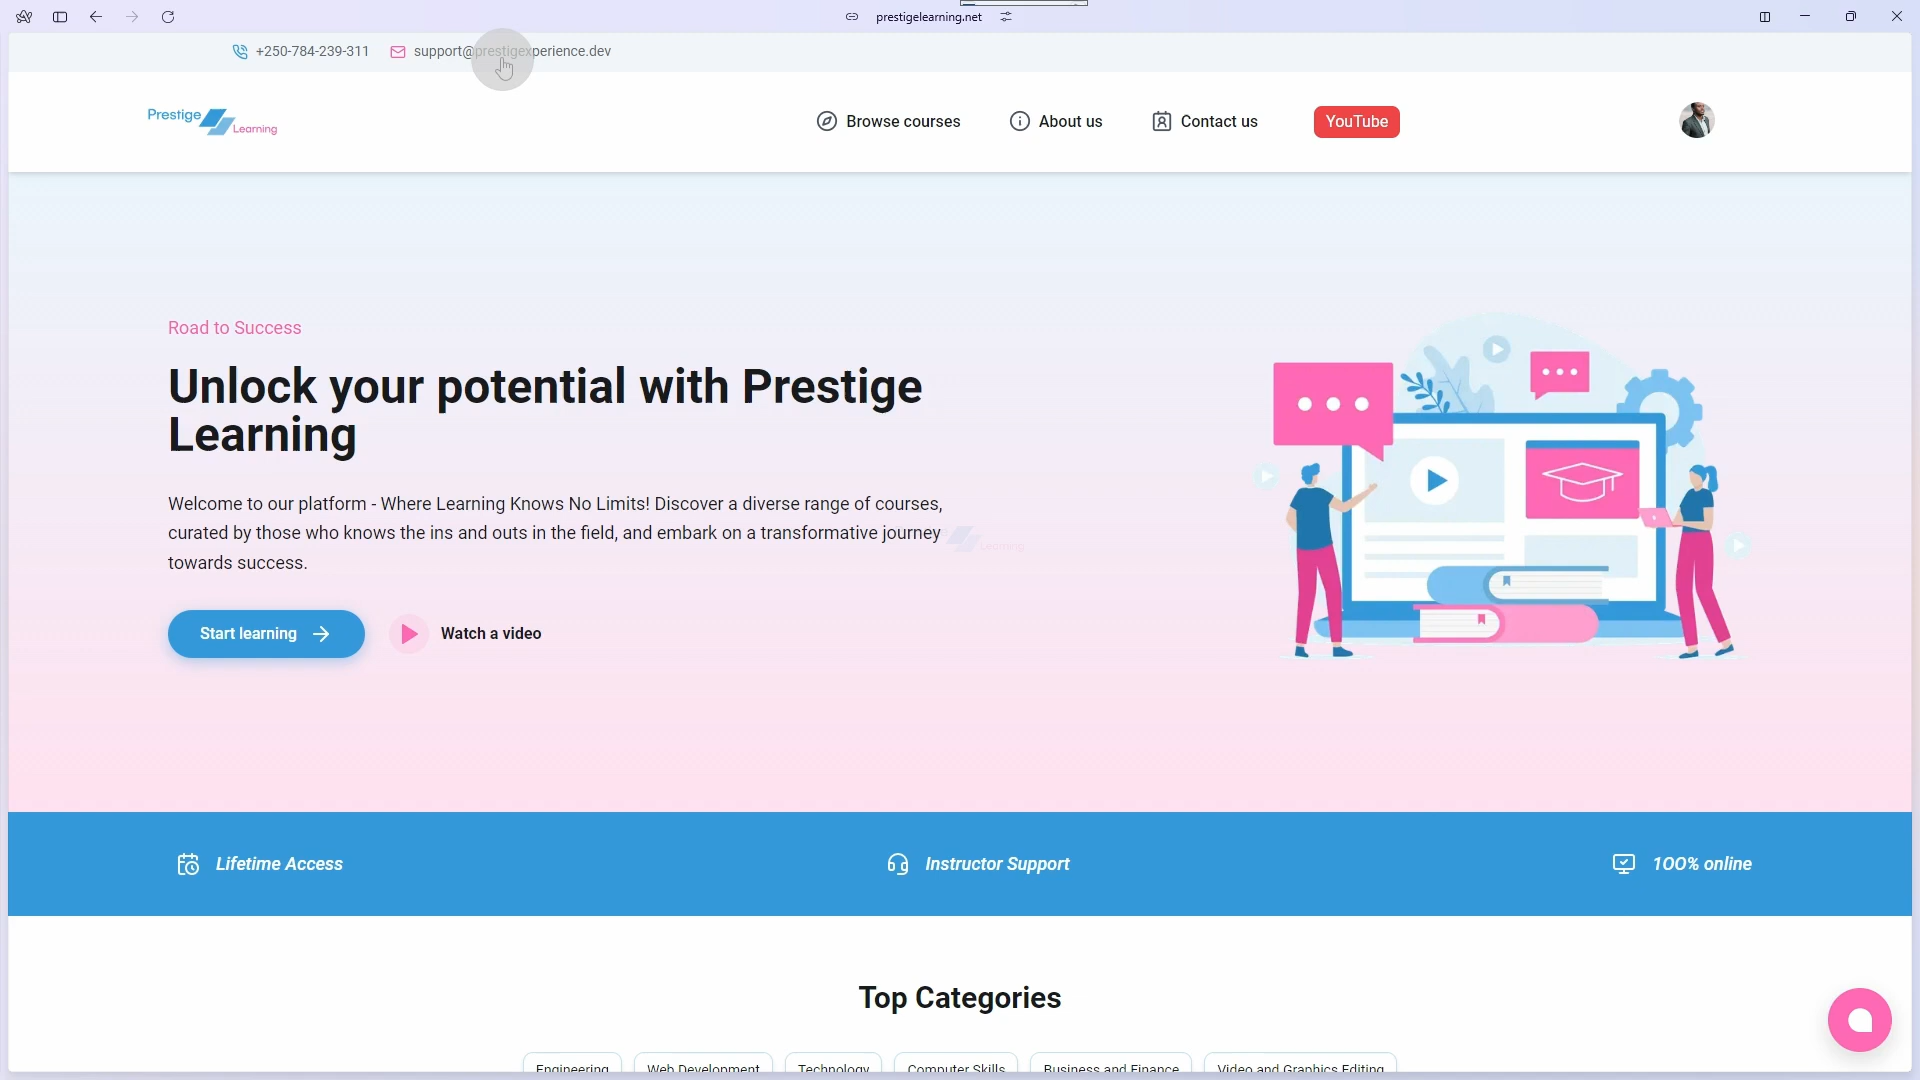 prestigelearning.net
+250-784-239-311
support@prestigexperience.dev
Prestige
Learning
Browse courses
About us
Contact us
YouTube
Road to Success
Unlock your potential with Prestige
Learning
Welcome to our platform - Where Learning Knows No Limits! Discover a diverse range of courses,
curated by those who knows the ins and outs in the field, and embark on a transformative journey
towards success.
Learning
Start learning
Watch a video
Lifetime Access
Instructor Support
100% online
Top Categories
Engineering
Web Development
Technology
Computer Skills
Business and Finance
Video and Graphics Editing